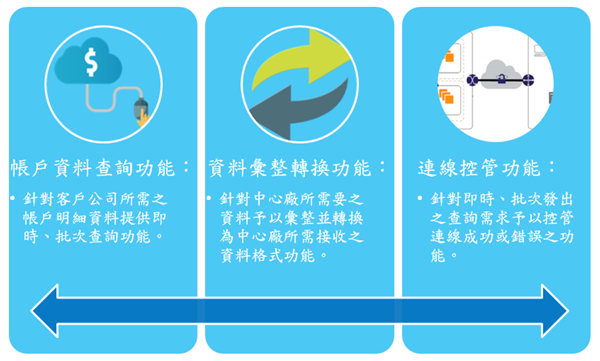 帳戶資料查詢功能：
• 針對客戶公司所需之
帳戶明細資料提供即
時、批次查詢功能。
資料彙整轉換功能：
• 針對中心廠所需要之
資料予以彙整並轉換
為中心廠所需接收之
資料格式功能。
連線控管功能：
• 針對即時、批次發出
之查詢需求予以控管
連線成功或錯誤之功
能。